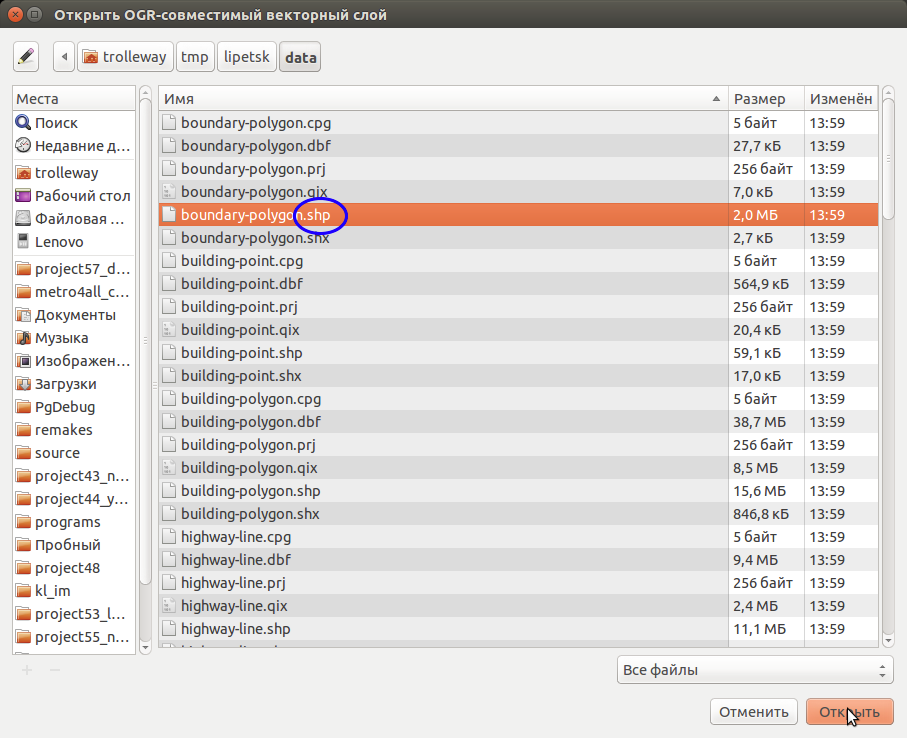 Открыть OGR-совместимый векторный слой
trolleway tmp lipetsk data
Места
Поиск
Недавние д...
trolleway
Рабочий стол
Файловая ...
Lenovo
project57_d...
metro4all_c...
Документы
Музыка
Изображен...
Загрузки
PgDebug
remakes
source
project43_n...
project44_y...
programs
Пробный
project48
kl_im
project53_l...
project55_n...
Имя Размер Изменён
boundary-polygon.cpg 5 байт 13:59
boundary-polygon.dbf 27,7 кБ 13:59
boundary-polygon.prj 256 байт 13:59
boundary-polygon.qix 7,0 кБ 13:59
boundary-polygon.shp 2,0 МБ 13:59
boundary-polygon.shx 2,7 кБ 13:59
building-point.cpg 5 байт 13:59
building-point.dbf 564,9 кБ 13:59
building-point.prj 256 байт 13:59
building-point.qix 20,4 кБ 13:59
building-point.shp 59,1 кБ 13:59
building-point.shx 17,0 кБ 13:59
building-polygon.cpg 5 байт 13:59
building-polygon.dbf 38,7 МБ 13:59
building-polygon.prj 256 байт 13:59
building-polygon.qix 8,5 МБ 13:59
building-polygon.shp 15,6 МБ 13:59
building-polygon.shx 846,8 кБ 13:59
highway-line.cpg 5 байт 13:59
highway-line.dbf 9,4 МБ 13:59
highway-line.prj 256 байт 13:59
highway-line.qix 2,4 МБ 13:59
highway-line.shp 11,1 МБ 13:59
Все файлы
Отменить Открыть